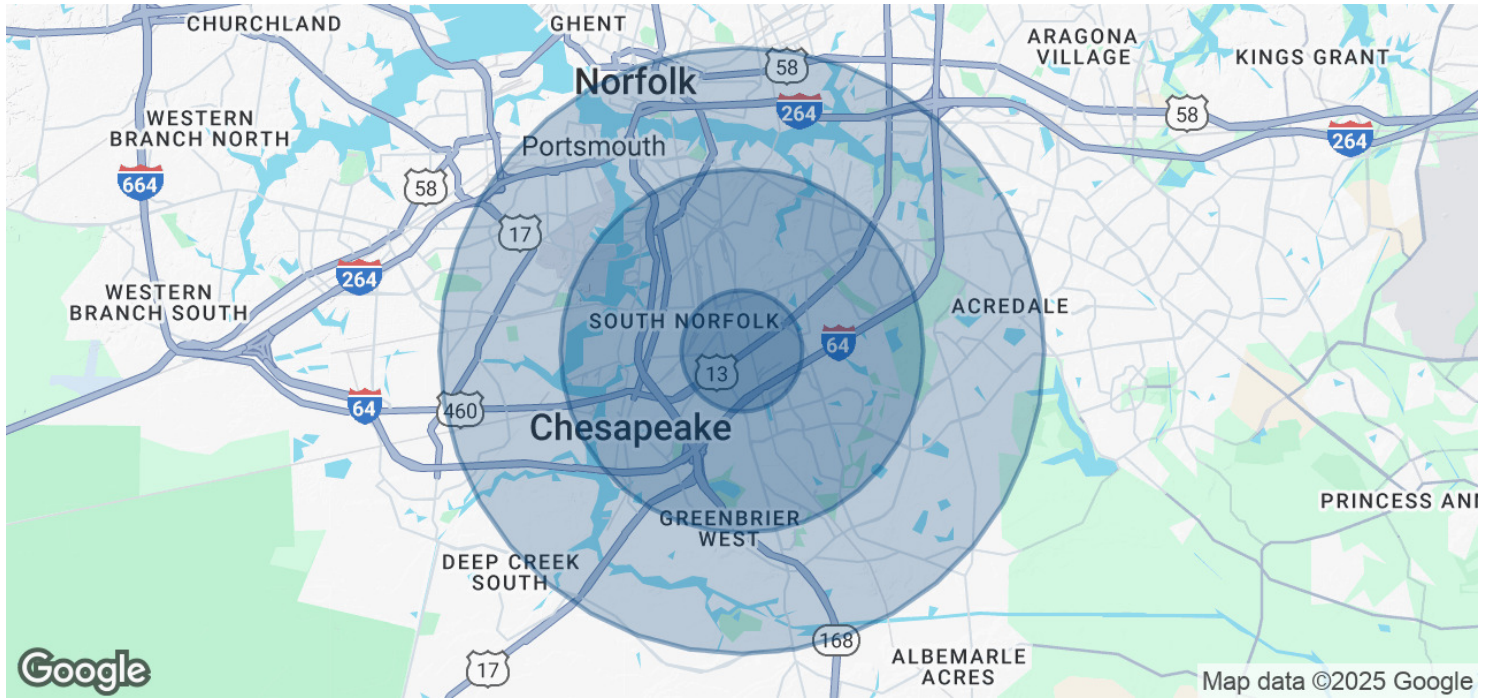 CHURCHLAND
GHENT
ARAGONA
VILLAGE
KINGS GRANT
58
Norfolk
264
58
WESTERN
BRANCH NORTH
Portsmouth
264
664
58
17
264
WESTERN
BRANCH SOUTH
SOUTH NORFOLK
ACREDALE
64
13
64
460
Chesapeake
PRINCESS ANN
GREENBRIER
WEST
DEEP CREEK
SOUTH
168
17
ALBEMARLE
ACRES
Google
Map data ©2025 Google